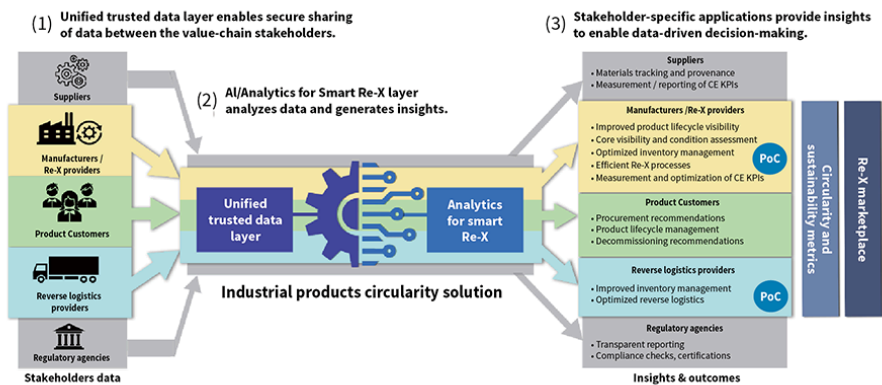 (1) Unified trusted data layer enables secure sharing
of data between the value-chain stakeholders.
(2) AI/Analytics for Smart Re-X layer
analyzes data and generates insights.
(3) Stakeholder-specific applications provide insights
to enable data-driven decision-making.
Suppliers
Manufacturers /
Re-X providers
Product Customers
Reverse logistics
providers
Regulatory agencies
Stakeholders data
Unified
trusted data
layer
Analytics
for smart
Re-X
Industrial products circularity solution
Suppliers
• Materials tracking and provenance
• Measurement / reporting of CE KPIs
Manufacturers /Re-X providers
• Improved product lifecycle visibility
• Core visibility and condition assessment
• Optimized inventory management
• Efficient Re-X processes
• Measurement and optimization of CE KPIs
PoC
Product Customers
• Procurement recommendations
• Product lifecycle management
• Decommissioning recommendations
Reverse logistics providers
• Improved inventory management
• Optimized reverse logistics
PoC
Regulatory agencies
• Transparent reporting
• Compliance checks, certifications
Insights & outcomes
Circularity and
sustainability metrics
Re-X marketplace